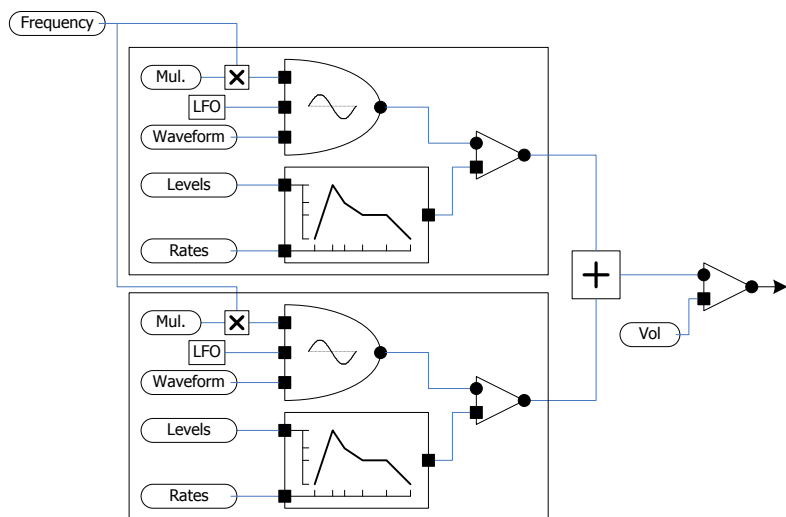 Frequency
Mul.
LFO
Waveform
Levels
Rates
Mul.
LFO
Waveform
Levels
Rates
Vol